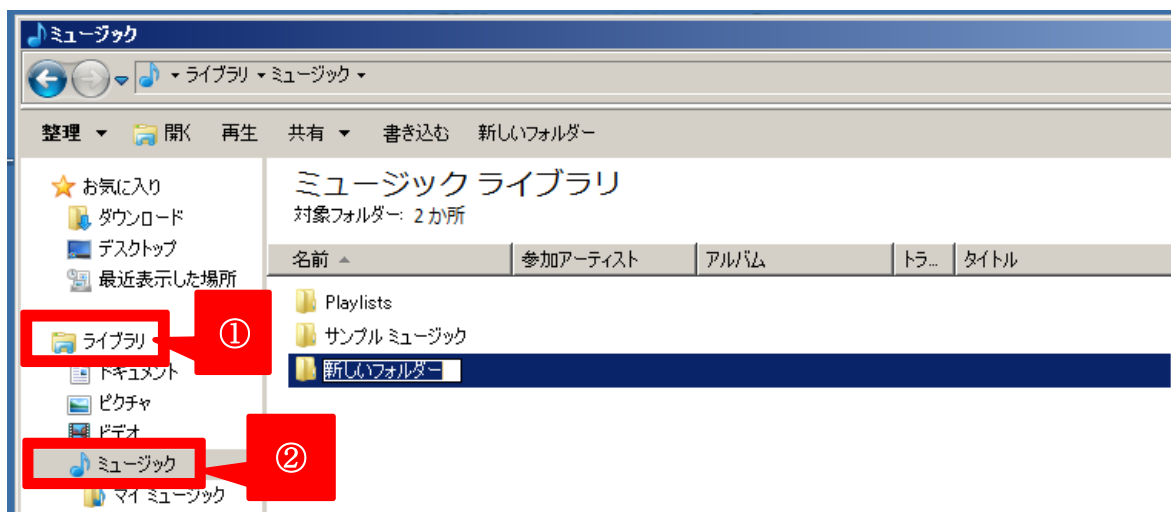 ミュージック
ライブラリ ミュージック
整理 開く 再生 共有 書き込む 新しいフォルダー
お気に入り
ダウンロード
デスクトップ
最近表示した場所
ライブラリ
①
ドキュメント
ピクチャ
ビデオ
ミュージック
②
マイ ミュージック
ミュージック ライブラリ
対象フォルダー: 2 か所
名前 参加アーティスト アルバム トラ... タイトル
Playlists
サンプル ミュージック
新しいフォルダー